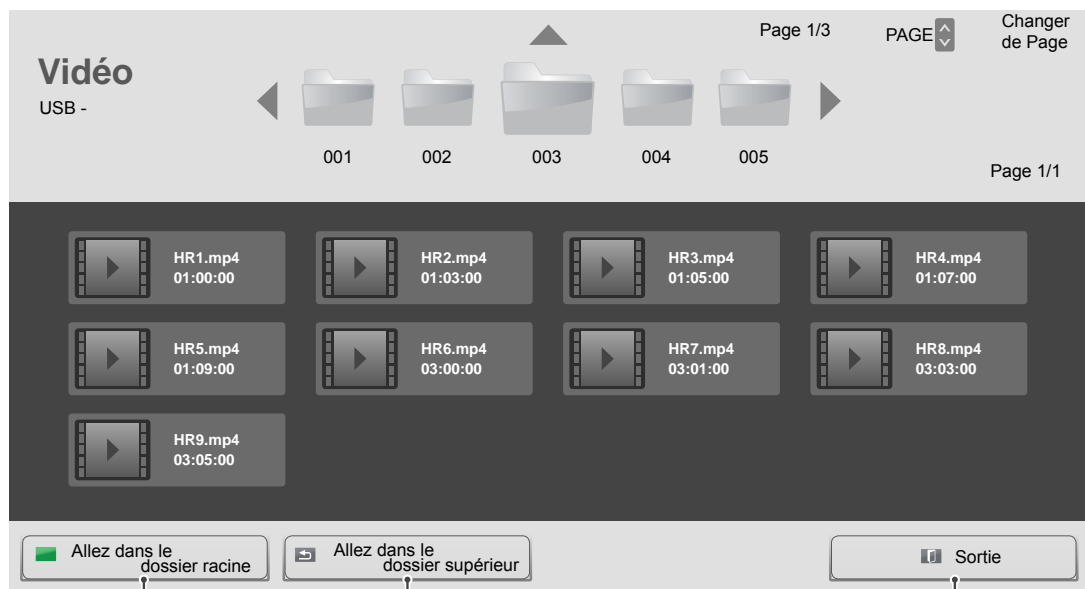 Page 1/3
PAGE
Changer
de Page
Vidéo
USB -
001
002
003
004
005
Page 1/1
HR1.mp4
01:00:00
HR2.mp4
01:03:00
HR3.mp4
01:05:00
HR4.mp4
01:07:00
HR5.mp4
01:09:00
HR6.mp4
03:00:00
HR7.mp4
03:01:00
HR8.mp4
03:03:00
HR9.mp4
03:05:00
Allez dans le
dossier racine
Allez dans le
dossier supérieur
Sortie